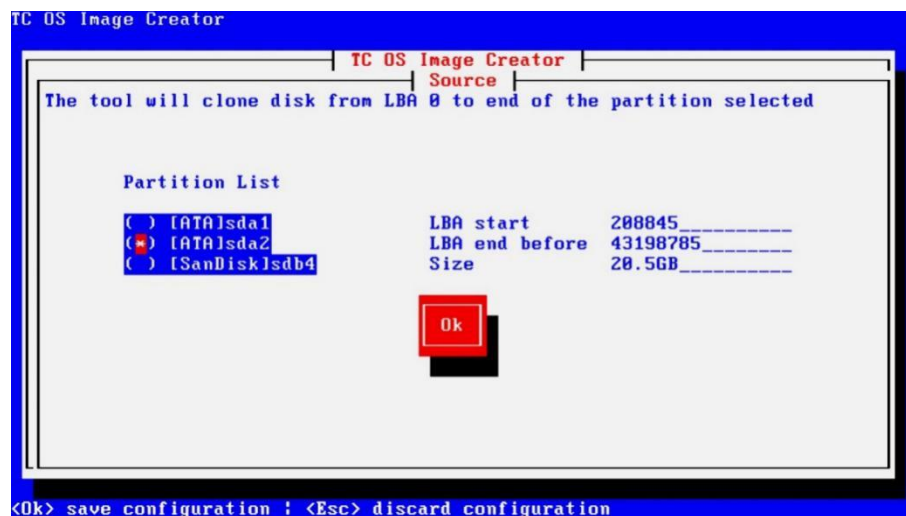 TC OS Image Creator
TC OS Image Creator
Source
The tool will clone disk from LBA 0 to end of the partition selected
Partition List
( ) [ATA]sda1 LBA start 208845__________
(*) [ATA]sda2 LBA end before 43198785________
( ) [SanDisk]sdb4 Size 20.5GB__________
Ok
<Ok> save configuration ¦ <Esc> discard configuration